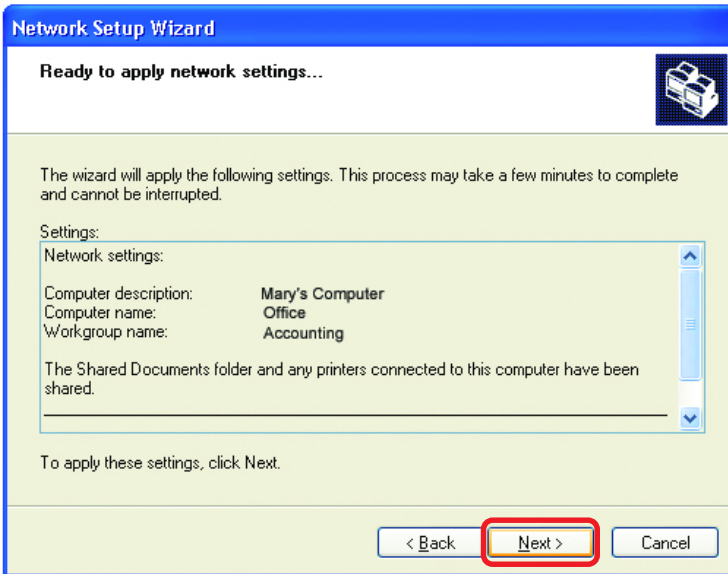 Network Setup Wizard
Ready to apply network settings...
The wizard will apply the following settings. This process may take a few minutes to complete
and cannot be interrupted.
Settings:
Network settings:
Computer description: Mary's Computer
Computer name: Office
Workgroup name: Accounting
The Shared Documents folder and any printers connected to this computer have been
shared.
To apply these settings, click Next.
< Back Next > Cancel